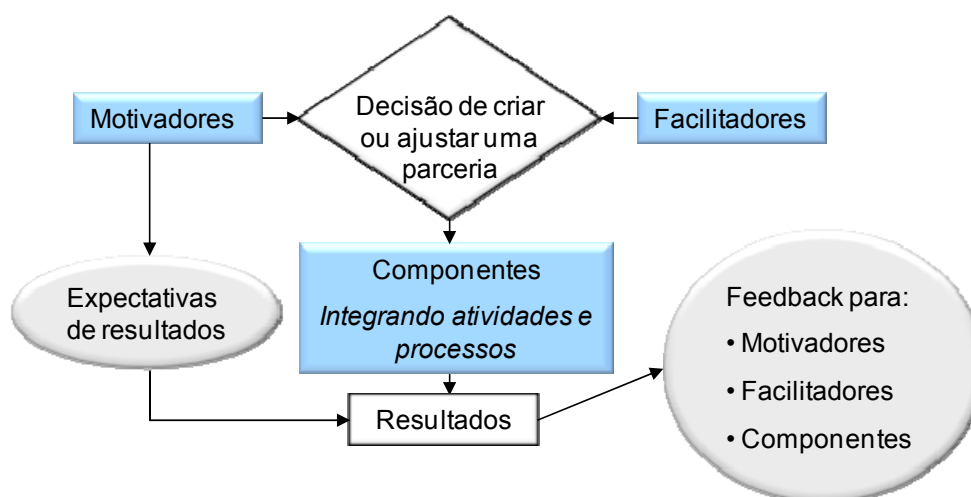 Motivadores
Decisão de criar
ou ajustar uma
parceria
Facilitadores
Expectativas
de resultados
Componentes
Integrando atividades e
processos
Resultados
Feedback para:
• Motivadores
• Facilitadores
• Componentes